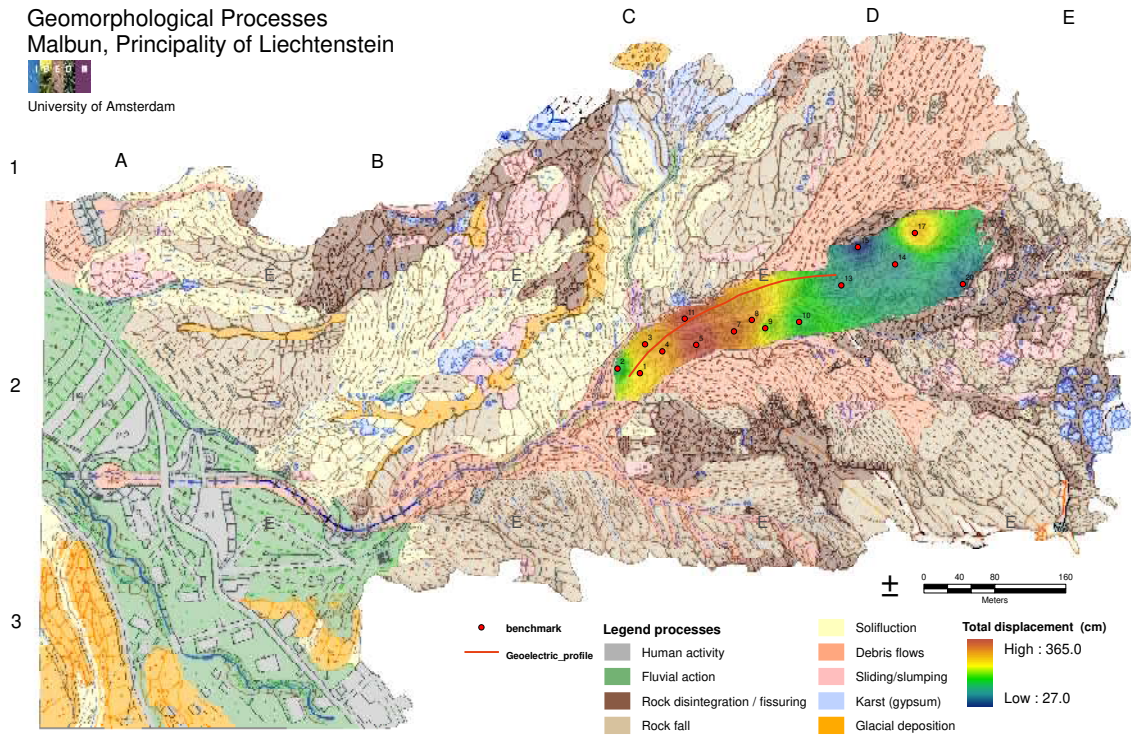 Geomorphological Processes
Malbun, Principality of Liechtenstein
I B E D
University of Amsterdam
A
B
C
D
E
1
2
3
E
E
E
E
E
E
E
17
14
13
20
11
10
9
8
7
5
4
3
2
1
±
0 40 80 160
Meters
benchmark
Geoelectric_profile
Legend processes
Human activity
Fluvial action
Rock disintegration / fissuring
Rock fall
Solifluction
Debris flows
Sliding/slumping
Karst (gypsum)
Glacial deposition
Total displacement (cm)
High : 365.0
Low : 27.0